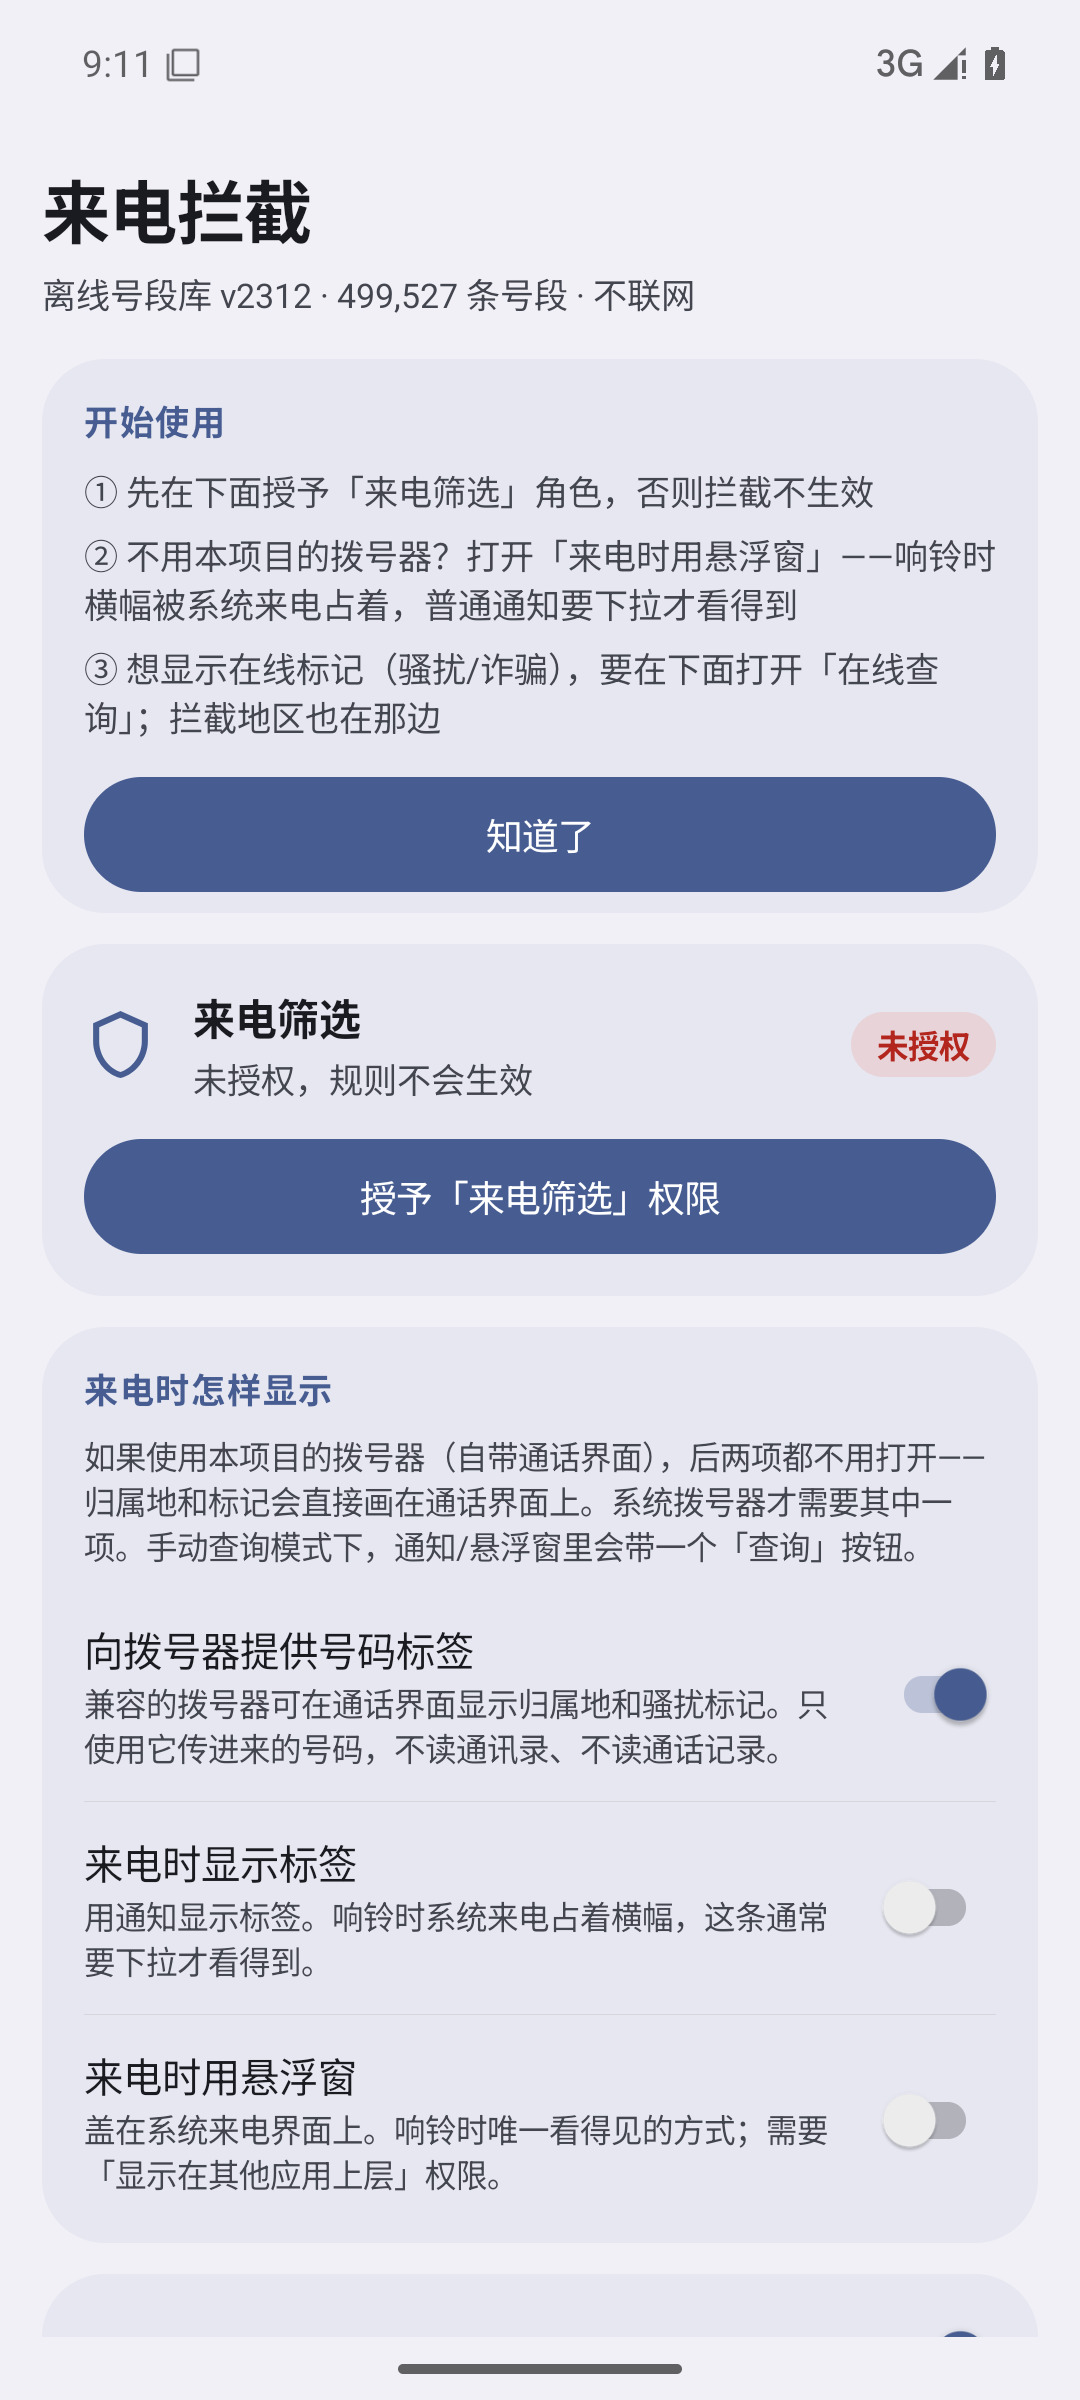 9:11
3G
来电拦截
离线号段库 v2312 · 499,527 条号段 · 不联网
开始使用
① 先在下面授予「来电筛选」角色，否则拦截不生效
② 不用本项目的拨号器？打开「来电时用悬浮窗」——响铃时
横幅被系统来电占着，普通通知要下拉才看得到
③ 想显示在线标记（骚扰/诈骗），要在下面打开「在线查
询」；拦截地区也在那边
知道了
来电筛选
未授权，规则不会生效
未授权
授予「来电筛选」权限
来电时怎样显示
如果使用本项目的拨号器（自带通话界面），后两项都不用打开——
归属地和标记会直接画在通话界面上。系统拨号器才需要其中一
项。手动查询模式下，通知/悬浮窗里会带一个「查询」按钮。
向拨号器提供号码标签
兼容的拨号器可在通话界面显示归属地和骚扰标记。只
使用它传进来的号码，不读通讯录、不读通话记录。
来电时显示标签
用通知显示标签。响铃时系统来电占着横幅，这条通常
要下拉才看得到。
来电时用悬浮窗
盖在系统来电界面上。响铃时唯一看得见的方式；需要
「显示在其他应用上层」权限。